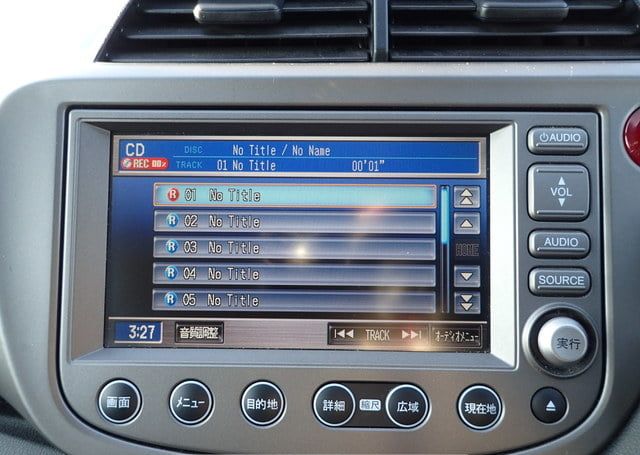 CD DISC No Title / No Name
REC TRACK 01 No Title 00'01"
R 01 No Title
R 02 No Title
R 03 No Title HOME
R 04 No Title
R 05 No Title
3:27 音質調整 TRACK オーディオメニュー
AUDIO
VOL
AUDIO
SOURCE
実行
画面 メニュー 目的地 詳細 縮尺 広域 現在地